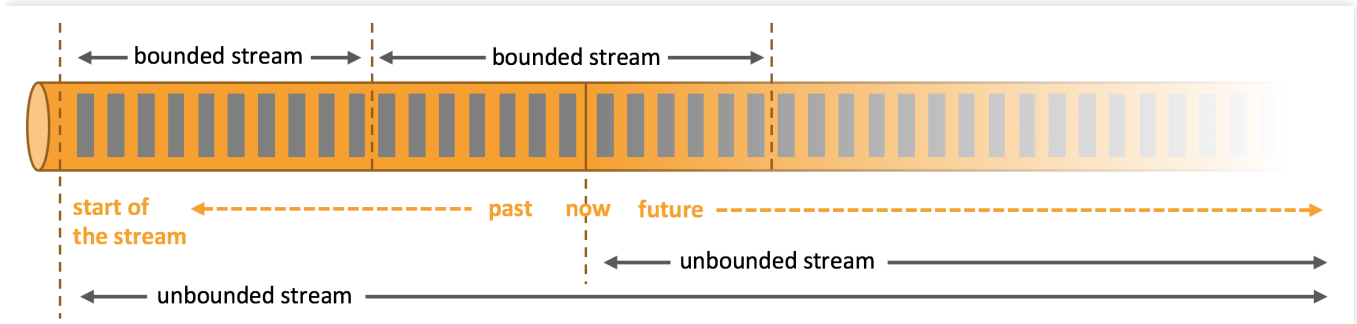 bounded stream
bounded stream
start of
the stream
past
now
future
unbounded stream
unbounded stream